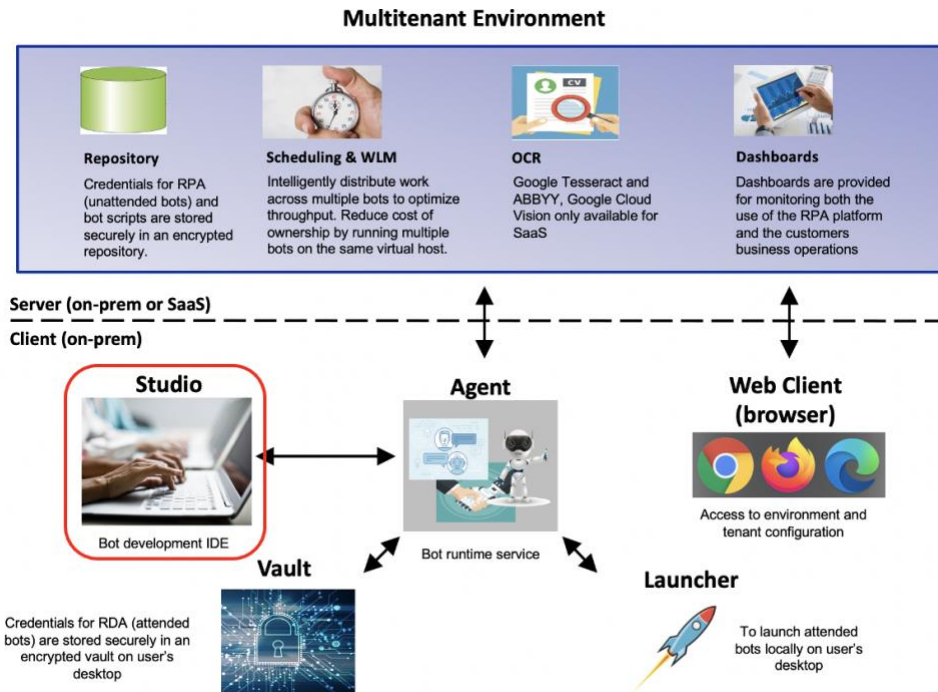 Multitenant Environment
CV
Repository
Credentials for RPA
(unattended bots) and
bot scripts are stored
securely in an encrypted
repository.
Scheduling & WLM
Intelligently distribute work
across multiple bots to optimize
throughput. Reduce cost of
ownership by running multiple
bots on the same virtual host.
OCR
Google Tesseract and
ABBYY, Google Cloud
Vision only available for
SaaS
Dashboards
Dashboards are provided
for monitoring both the
use of the RPA platform
and the customers
business operations
Server (on-prem or SaaS)
Client (on-prem)
Studio
Bot development IDE
Agent
Bot runtime service
Web Client
(browser)
Access to environment and
tenant configuration
Vault
Credentials for RDA (attended
bots) are stored securely in an
encrypted vault on user's
desktop
Launcher
To launch attended
bots locally on user's
desktop